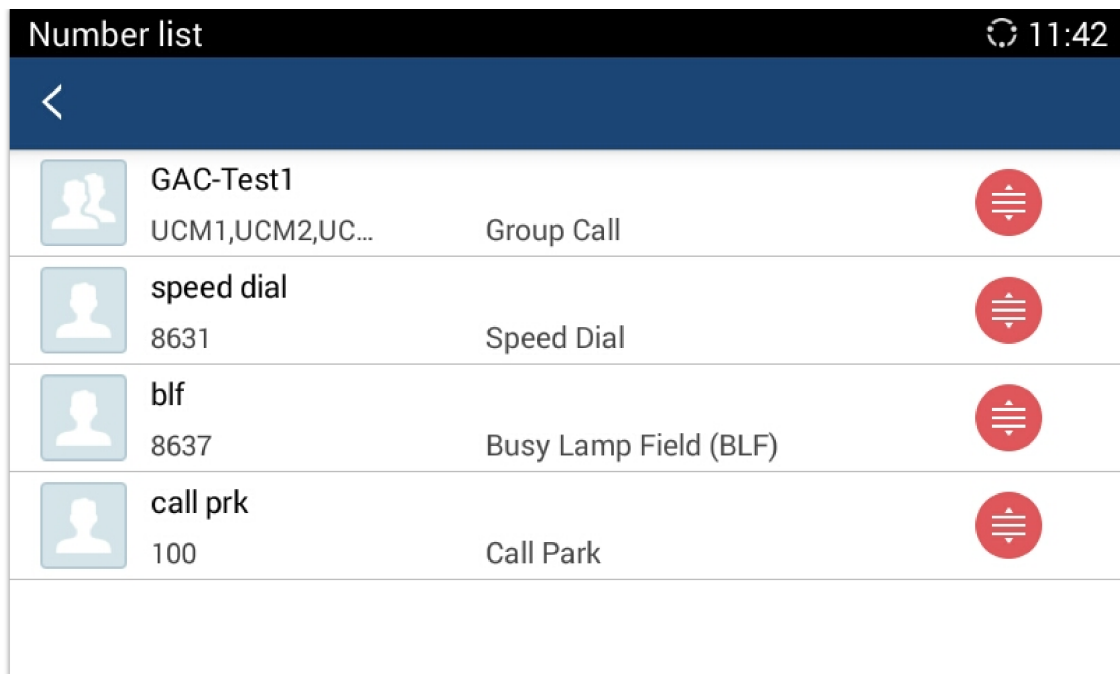 Number list 11:42
GAC-Test1
UCM1,UCM2,UC... Group Call
speed dial
8631 Speed Dial
blf
8637 Busy Lamp Field (BLF)
call prk
100 Call Park